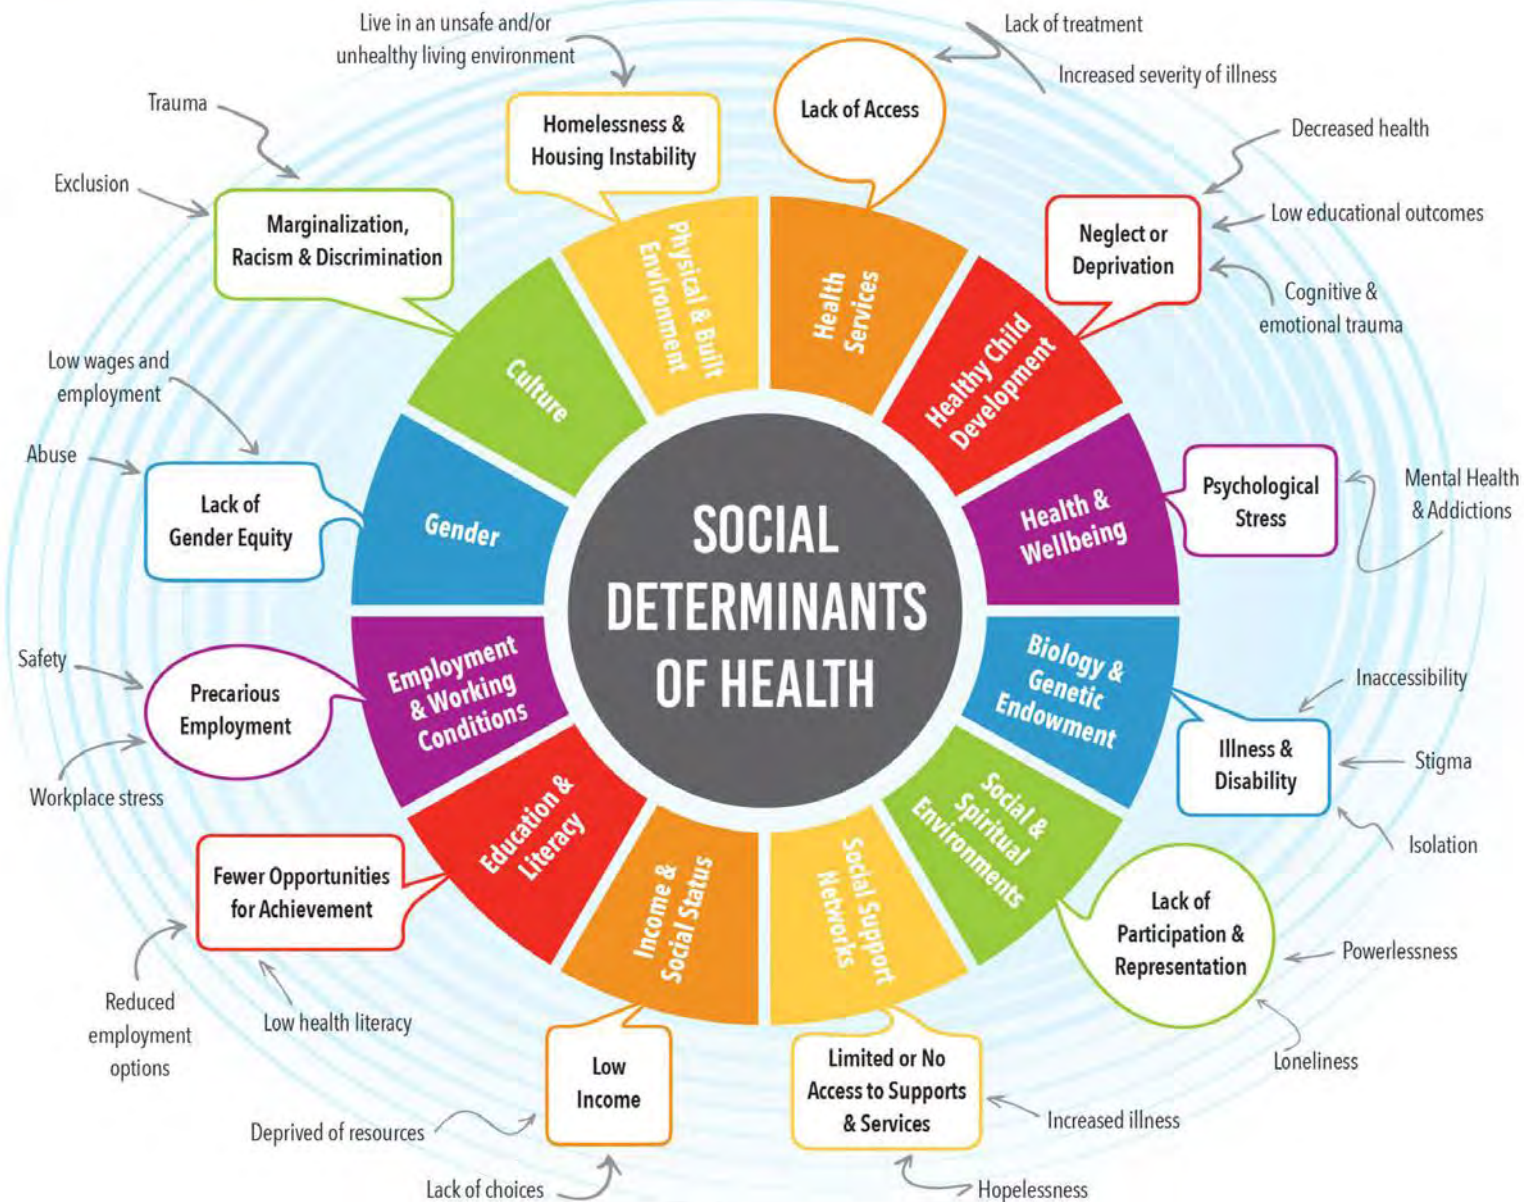 Live in an unsafe and/or
unhealthy living environment
Lack of treatment
Increased severity of illness
Trauma
Exclusion
Homelessness &
Housing Instability
Lack of Access
Decreased health
Low educational outcomes
Cognitive &
emotional trauma
Marginalization,
Racism & Discrimination
Neglect or
Deprivation
Physical & Built
Environment
Health
Services
Culture
Healthy Child
Development
Low wages and
employment
Abuse
Lack of
Gender Equity
Gender
SOCIAL
DETERMINANTS
OF HEALTH
Health &
Wellbeing
Psychological
Stress
Mental Health
& Addictions
Safety
Workplace stress
Precarious
Employment
Employment
& Working
Conditions
Biology &
Genetic
Endowment
Illness &
Disability
Inaccessibility
Stigma
Isolation
Education &
Literacy
Income &
Social Status
Social Support
Networks
Social &
Spiritual
Environments
Fewer Opportunities
for Achievement
Lack of
Participation &
Representation
Powerlessness
Loneliness
Reduced
employment
options
Low health literacy
Low
Income
Limited or No
Access to Supports
& Services
Deprived of resources
Lack of choices
Increased illness
Hopelessness